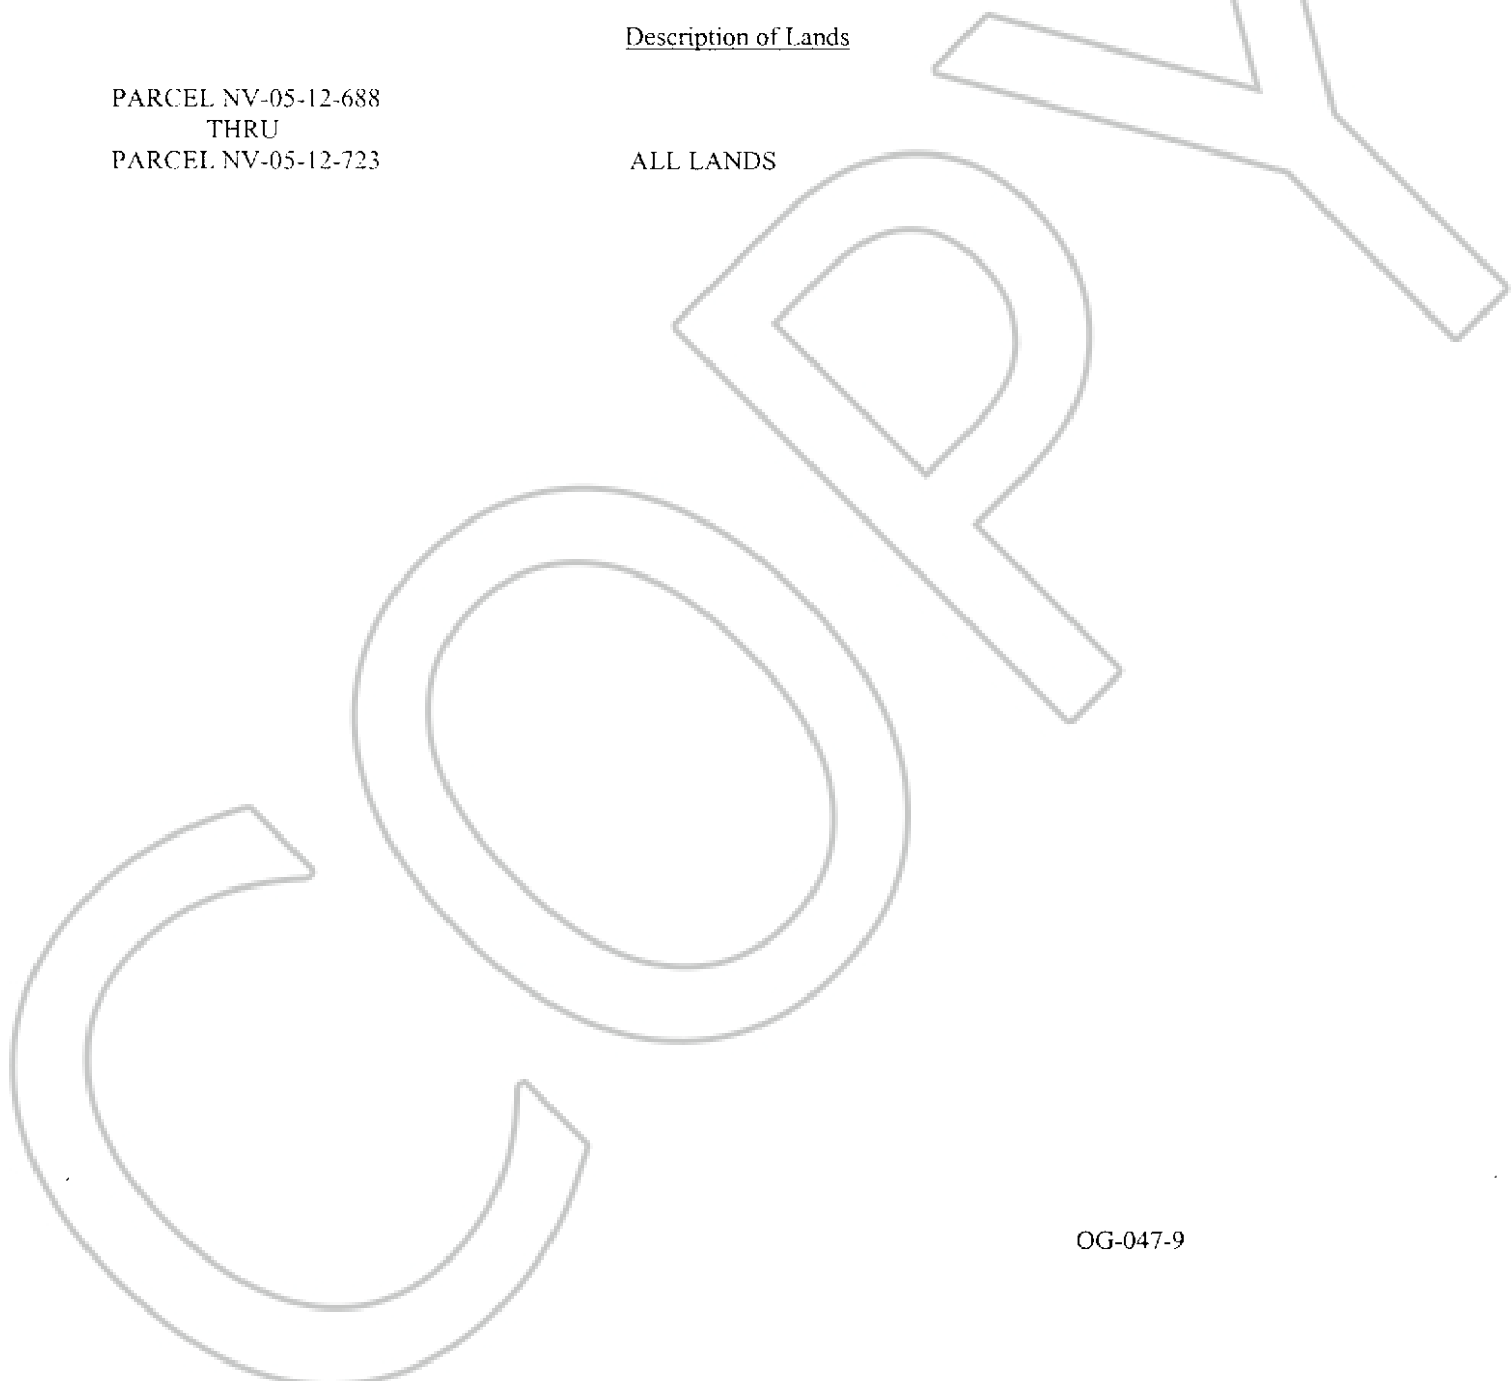 Description of Lands
PARCEL NV-05-12-688
THRU
PARCEL NV-05-12-723 ALL LANDS
COPY
OG-047-9